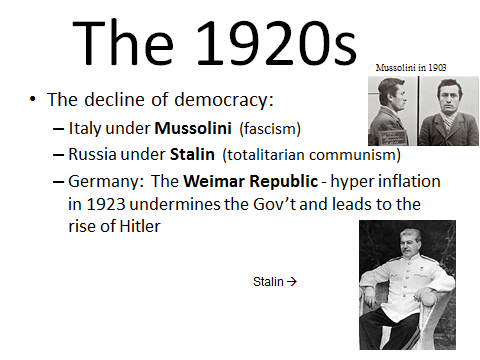 The 1920s
Mussolini in 1903
• The decline of democracy:
– Italy under Mussolini (fascism)
– Russia under Stalin (totalitarian communism)
– Germany: The Weimar Republic - hyper inflation
in 1923 undermines the Gov't and leads to the
rise of Hitler
Stalin →